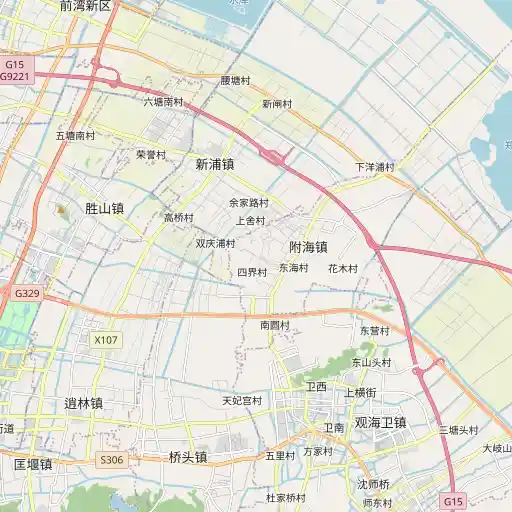 前湾新区
G15
G9221
腰塘村
六塘南村
新闸村
五塘南村
荣誉村
新浦镇
下洋浦村
余家路村
胜山镇
高桥村
上舍村
双庆浦村
附海镇
四界村
东海村
花木村
G329
南圆村
东营村
X107
东山头村
卫西
上横街
天妃宫村
逍林镇
卫南
观海卫镇
三塘头村
街道
大岐山
匡堰镇
S306
桥头镇
五里村
方家村
沈师桥
杜家桥村
师东村
G15